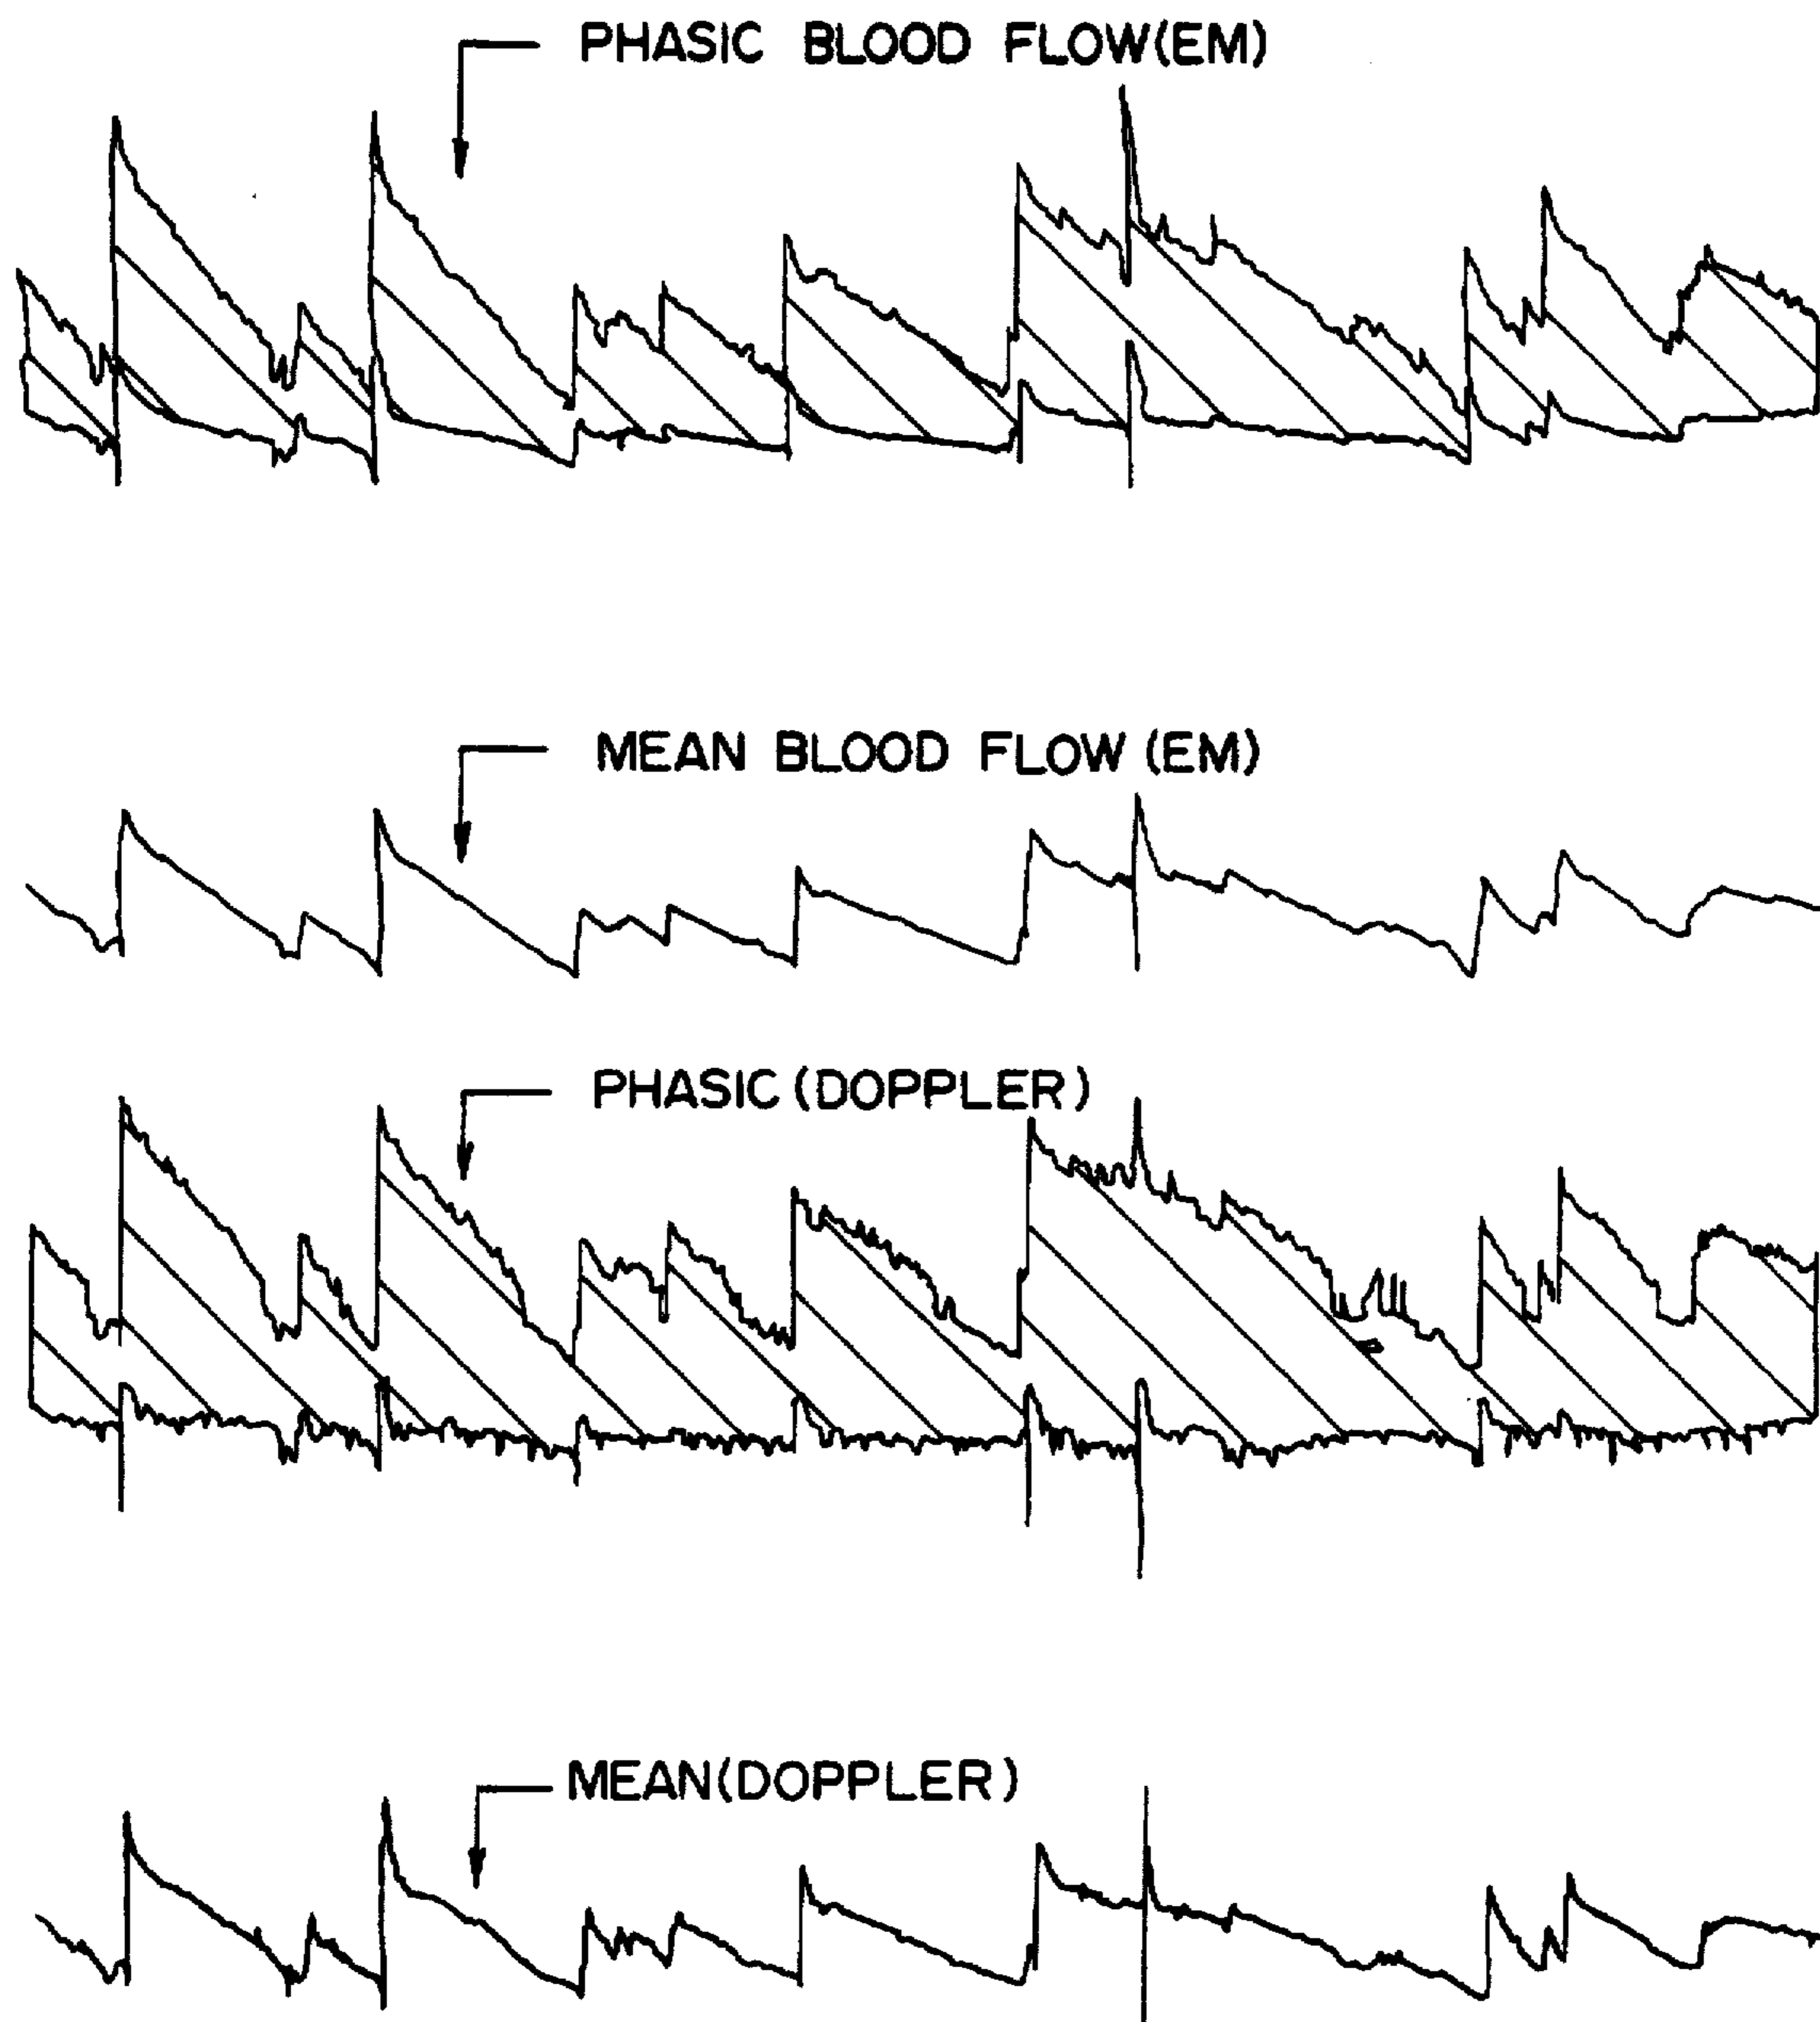 PHASIC BLOOD FLOW(EM)
MEAN BLOOD FLOW (EM)
PHASIC (DOPPLER)
MEAN(DOPPLER)